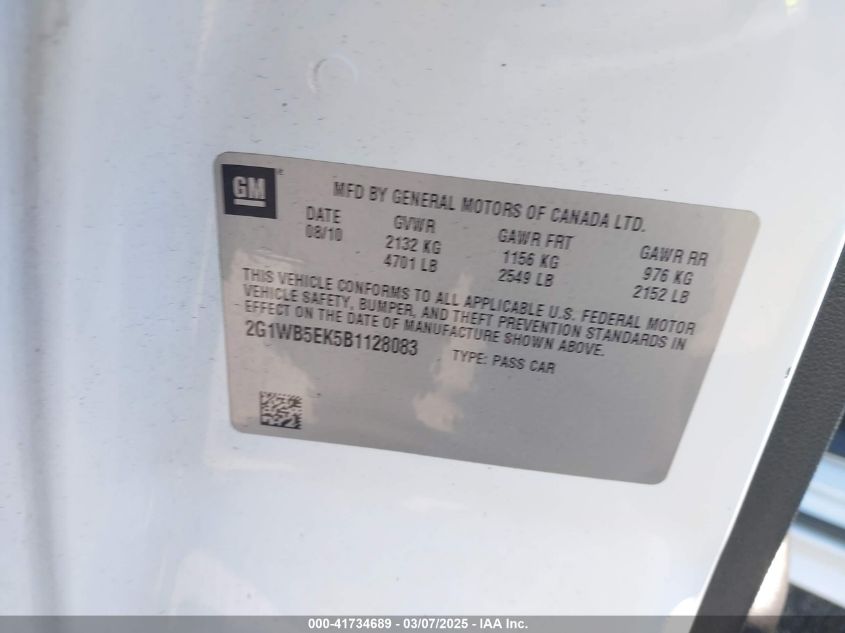 GM
MFD BY GENERAL MOTORS OF CANADA LTD.
DATE GVWR GAWR FRT GAWR RR
08/10 2132 KG 1156 KG 976 KG
4701 LB 2549 LB 2152 LB
THIS VEHICLE CONFORMS TO ALL APPLICABLE U.S. FEDERAL MOTOR
VEHICLE SAFETY, BUMPER, AND THEFT PREVENTION STANDARDS IN
EFFECT ON THE DATE OF MANUFACTURE SHOWN ABOVE.
2G1WB5EK5B1128083 TYPE: PASS CAR
000-41734689 - 03/07/2025 - IAA Inc.